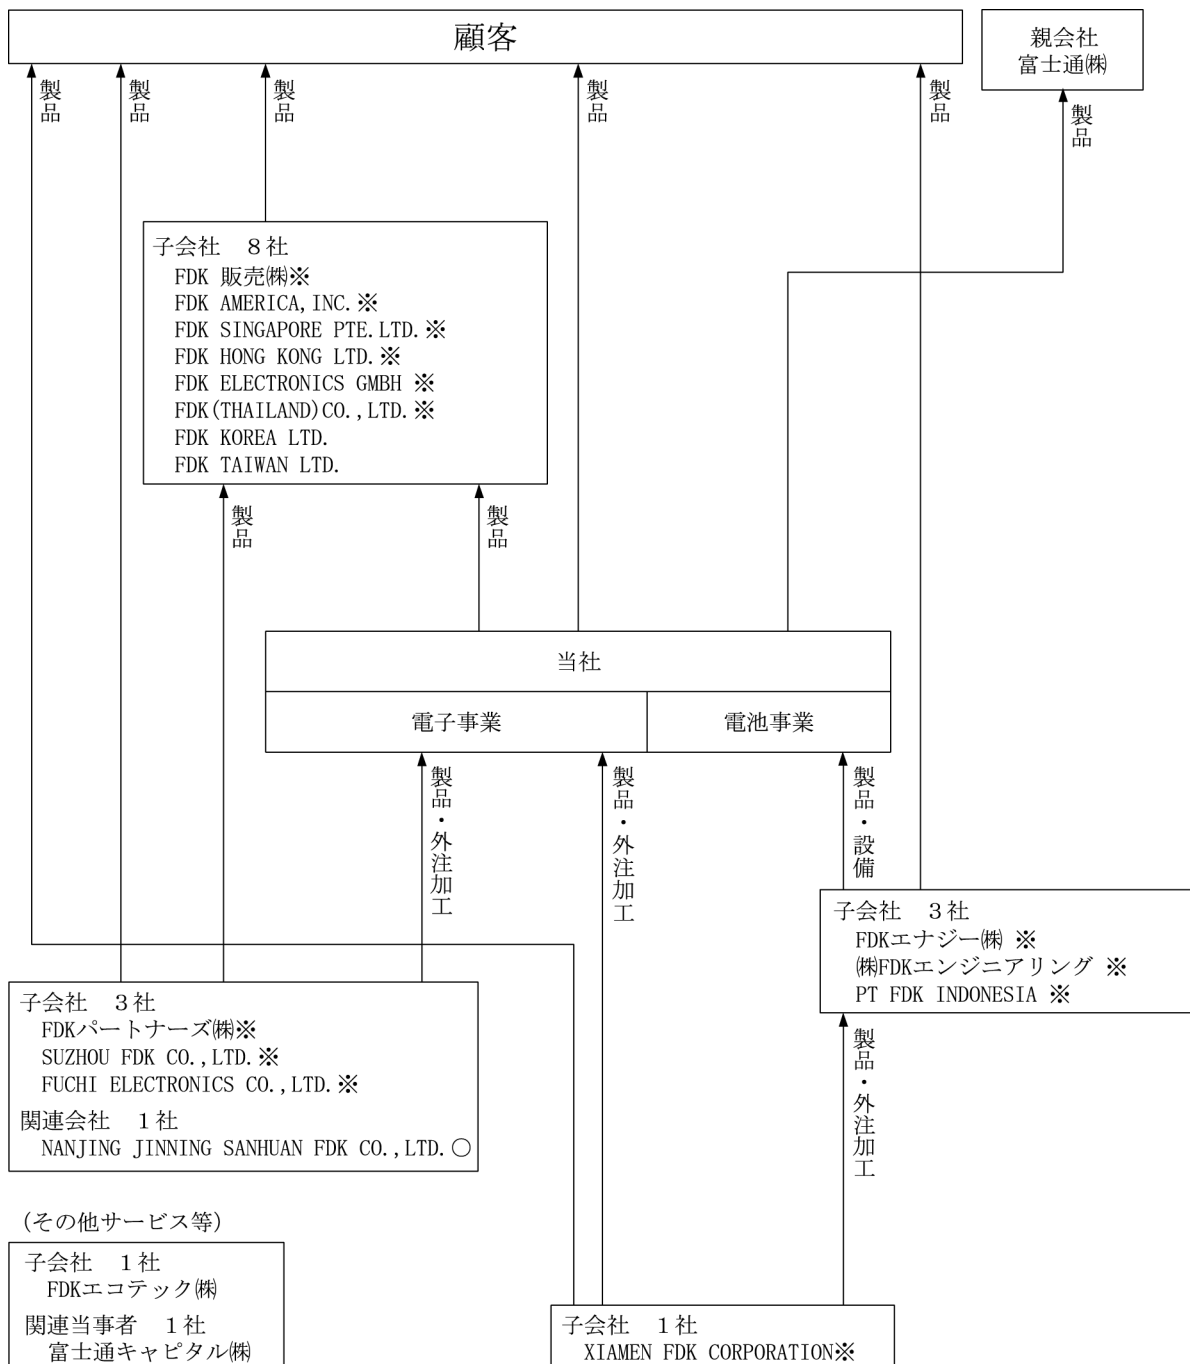 顧客
親会社
富士通㈱
製品
製品
製品
製品
製品
製品
子会社　８社
FDK 販売㈱※
FDK AMERICA,INC.※
FDK SINGAPORE PTE.LTD.※
FDK HONG KONG LTD.※
FDK ELECTRONICS GMBH ※
FDK(THAILAND)CO.,LTD.※
FDK KOREA LTD.
FDK TAIWAN LTD.
製品
製品
当社
電子事業
電池事業
製品・外注加工
製品・外注加工
製品・設備
子会社　３社
FDKエナジー㈱ ※
㈱FDKエンジニアリング ※
PT FDK INDONESIA ※
子会社　３社
FDKパートナーズ㈱※
SUZHOU FDK CO.,LTD.※
FUCHI ELECTRONICS CO.,LTD.※
関連会社　１社
NANJING JINNING SANHUAN FDK CO.,LTD.○
製品・外注加工
（その他サービス等）
子会社　１社
FDKエコテック㈱
関連当事者　１社
富士通キャピタル㈱
子会社　１社
XIAMEN FDK CORPORATION※